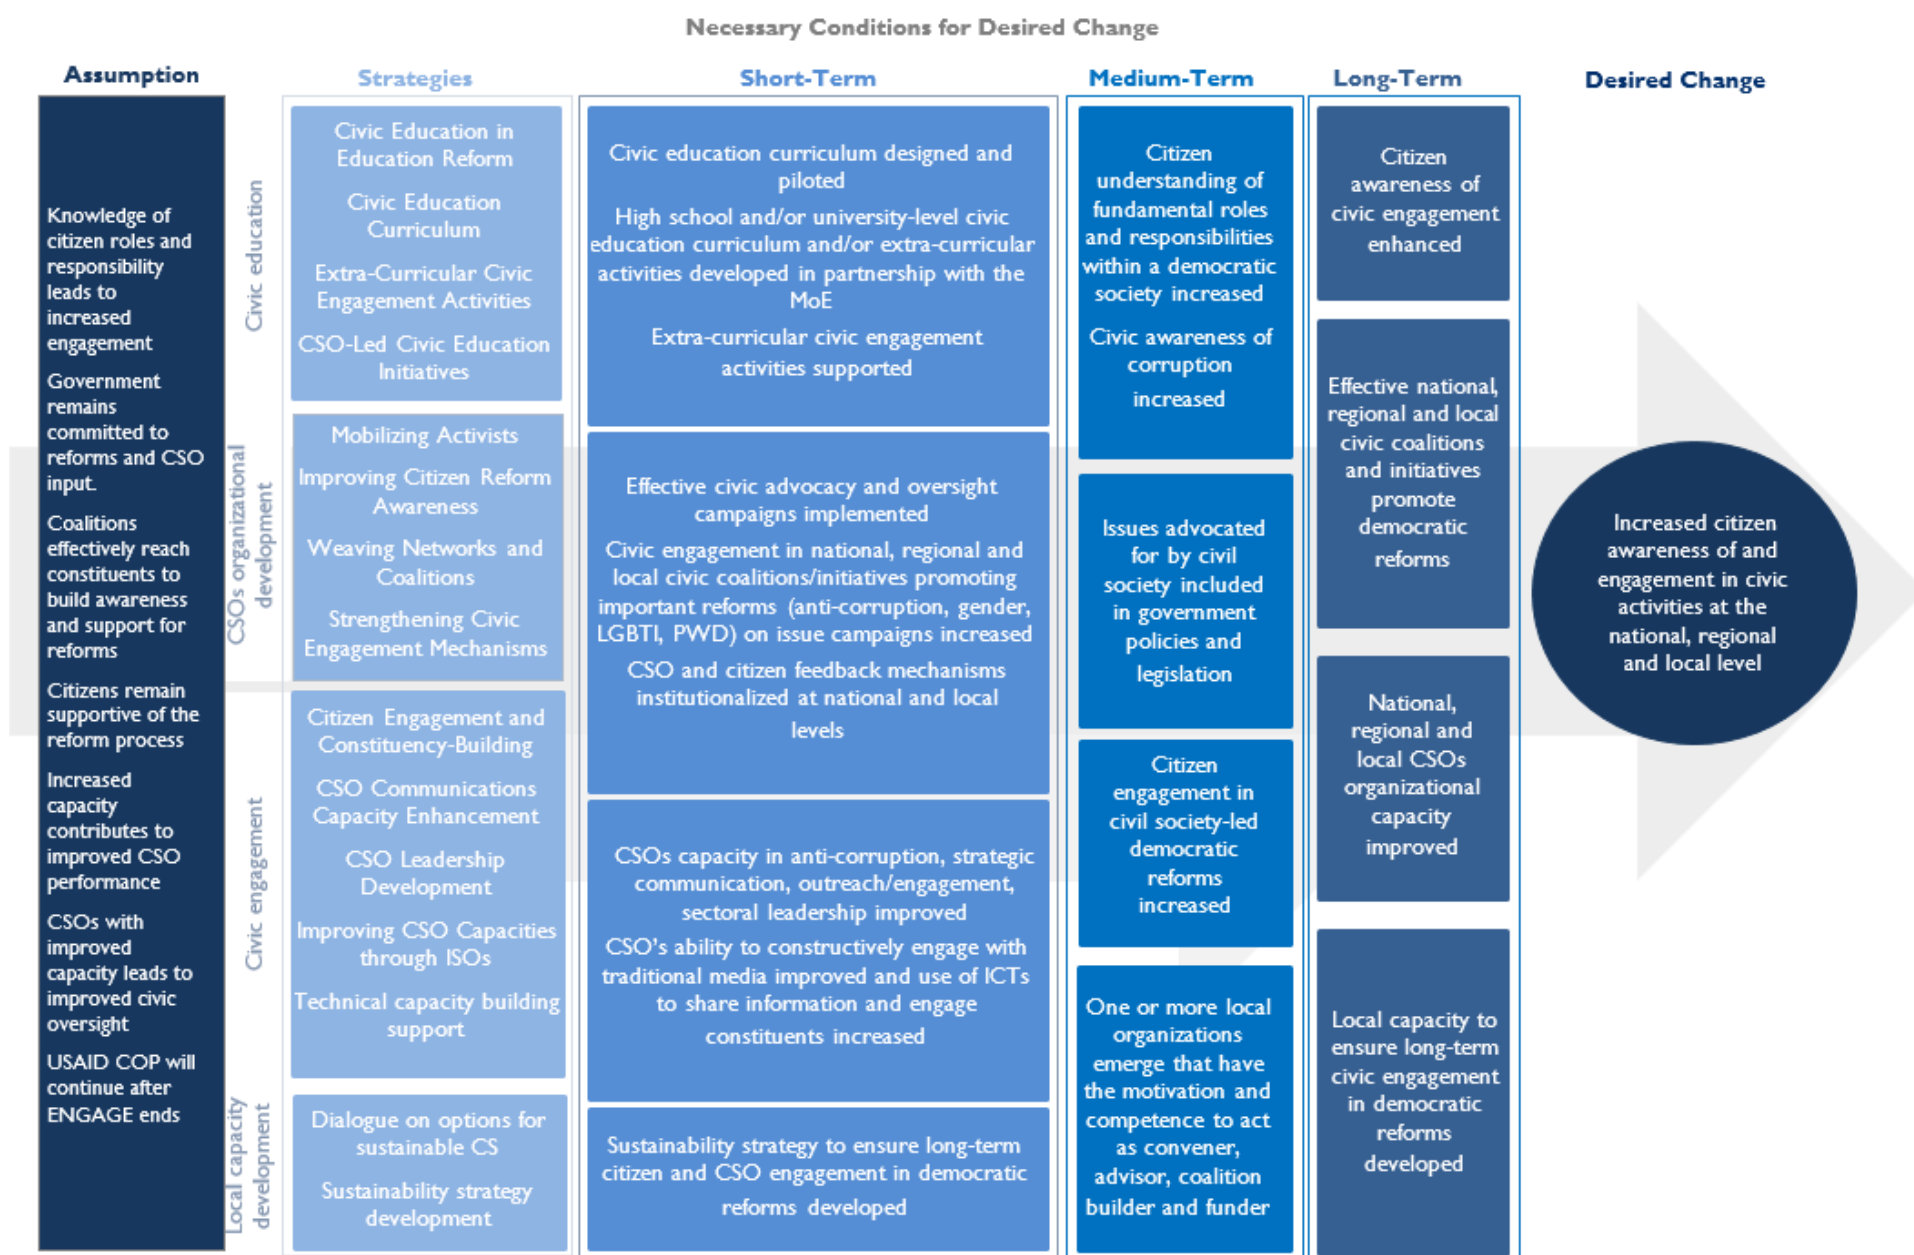 Necessary Conditions for Desired Change
Assumption
Strategies
Short-Term
Medium-Term
Long-Term
Desired Change
Knowledge of
citizen roles and
responsibility
leads to
increased
engagement
Government
remains
committed to
reforms and CSO
input.
Coalitions
effectively reach
constituents to
build awareness
and support for
reforms
Citizens remain
supportive of the
reform process
Increased
capacity
contributes to
improved CSO
performance
CSOs with
improved
capacity leads to
improved civic
oversight
USAID COP will
continue after
ENGAGE ends
Civic education
CSOs organizational
development
Civic engagement
Local capacity
development
Civic Education in
Education Reform
Civic Education
Curriculum
Extra-Curricular Civic
Engagement Activities
CSO-Led Civic Education
Initiatives
Mobilizing Activists
Improving Citizen Reform
Awareness
Weaving Networks and
Coalitions
Strengthening Civic
Engagement Mechanisms
Citizen Engagement and
Constituency-Building
CSO Communications
Capacity Enhancement
CSO Leadership
Development
Improving CSO Capacities
through ISOs
Technical capacity building
support
Dialogue on options for
sustainable CS
Sustainability strategy
development
Civic education curriculum designed and
piloted
High school and/or university-level civic
education curriculum and/or extra-curricular
activities developed in partnership with the
MoE
Extra-curricular civic engagement
activities supported
Effective civic advocacy and oversight
campaigns implemented
Civic engagement in national, regional and
local civic coalitions/initiatives promoting
important reforms (anti-corruption, gender,
LGBTI, PWD) on issue campaigns increased
CSO and citizen feedback mechanisms
institutionalized at national and local
levels
CSOs capacity in anti-corruption, strategic
communication, outreach/engagement,
sectoral leadership improved
CSO's ability to constructively engage with
traditional media improved and use of ICTs
to share information and engage
constituents increased
Sustainability strategy to ensure long-term
citizen and CSO engagement in democratic
reforms developed
Citizen
understanding of
fundamental roles
and responsibilities
within a democratic
society increased
Civic awareness of
corruption
increased
Issues advocated
for by civil
society included
in government
policies and
legislation
Citizen
engagement in
civil society-led
democratic
reforms
increased
One or more local
organizations
emerge that have
the motivation and
competence to act
as convener,
advisor, coalition
builder and funder
Citizen
awareness of
civic engagement
enhanced
Effective national,
regional and local
civic coalitions
and initiatives
promote
democratic
reforms
National,
regional and
local CSOs
organizational
capacity
improved
Local capacity to
ensure long-term
civic engagement
in democratic
reforms
developed
Increased citizen
awareness of and
engagement in civic
activities at the
national, regional
and local level